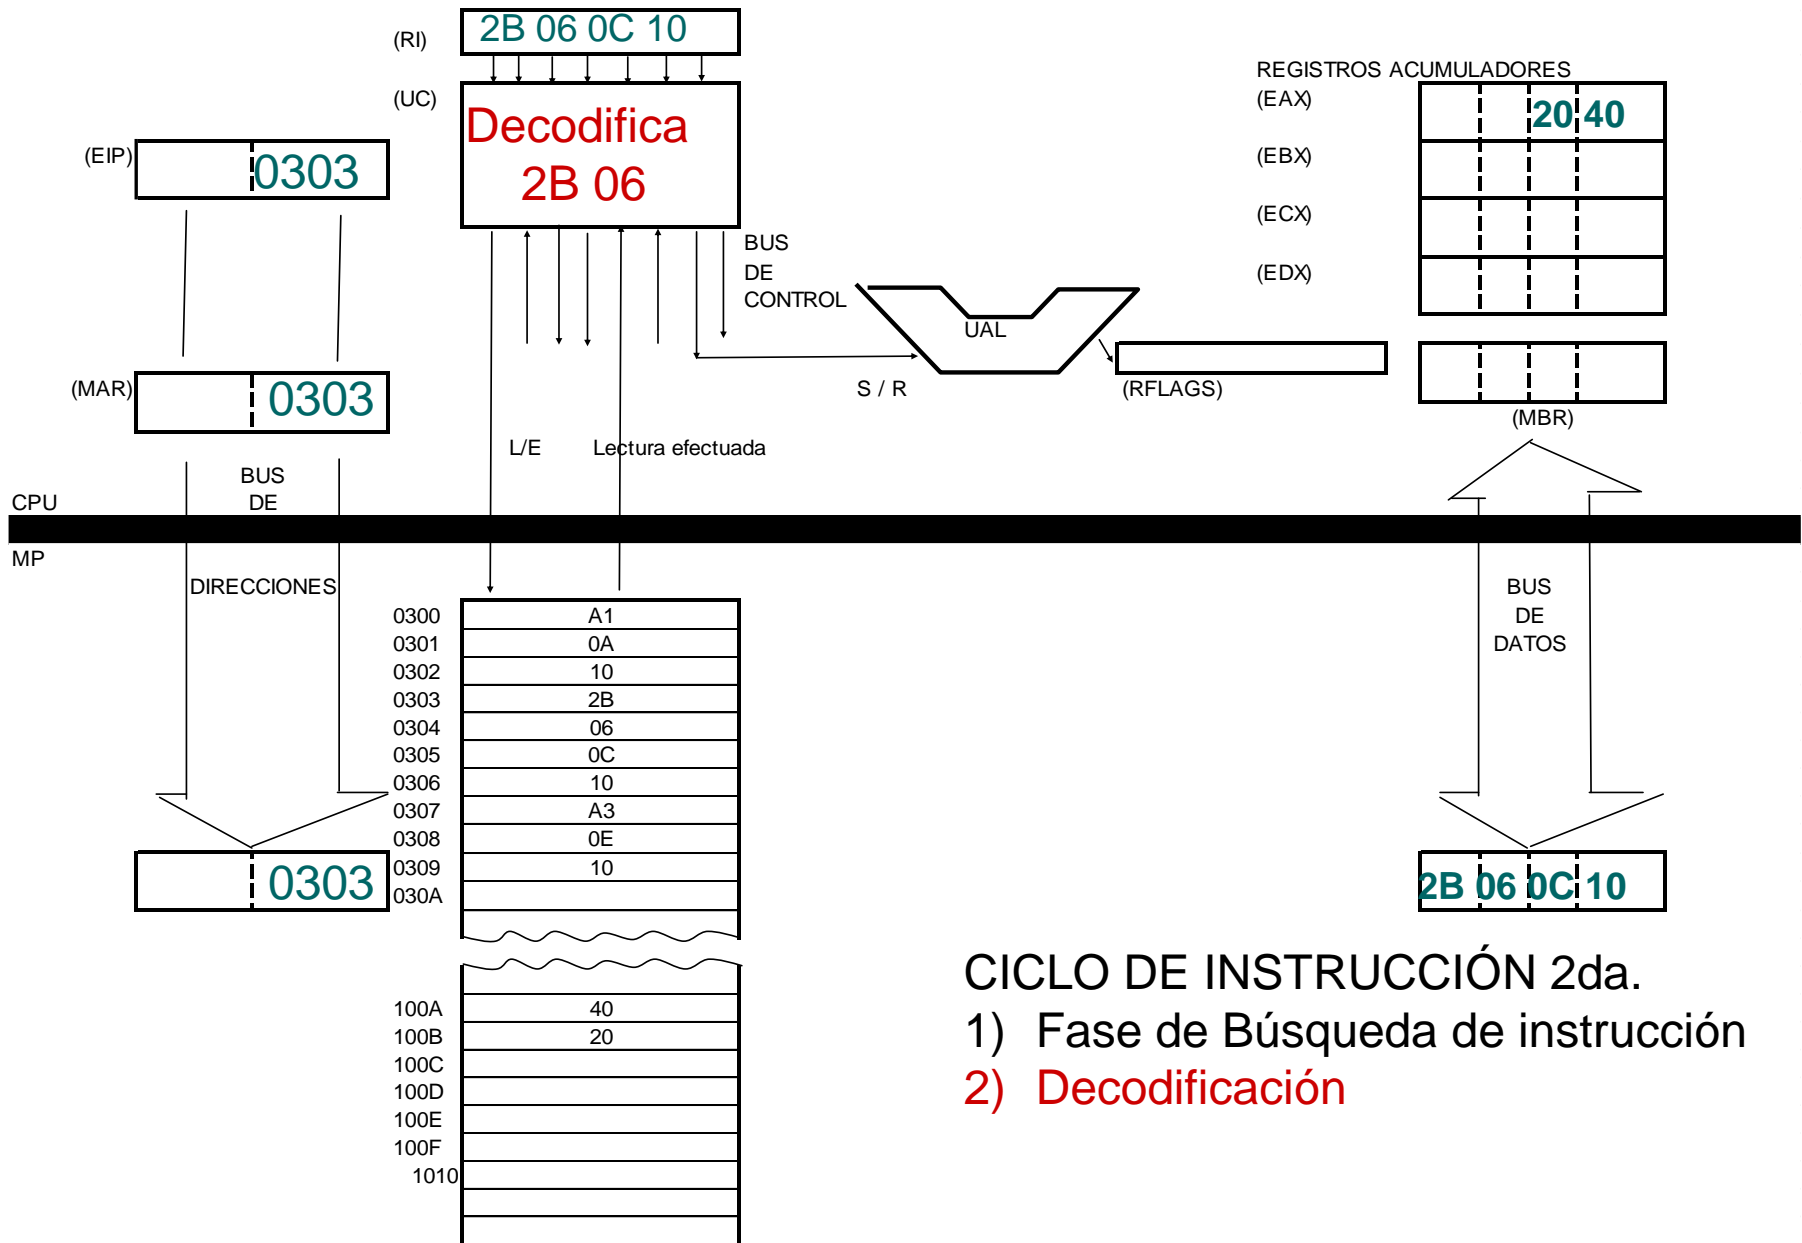 (RI)
2B 06 0C 10
(UC)
Decodifica
2B 06
(EIP)
0303
(MAR)
0303
REGISTROS ACUMULADORES
(EAX)
20 40
(EBX)
(ECX)
(EDX)
BUS
DE
CONTROL
UAL
S / R
(RFLAGS)
(MBR)
L/E
Lectura efectuada
BUS
DE
CPU
MP
DIRECCIONES
BUS
DE
DATOS
0300 A1
0301 0A
0302 10
0303 2B
0304 06
0305 0C
0306 10
0307 A3
0308 0E
0309 10
030A
0303
2B 06 0C 10
100A 40
100B 20
100C
100D
100E
100F
1010
CICLO DE INSTRUCCIÓN 2da.
1) Fase de Búsqueda de instrucción
2) Decodificación